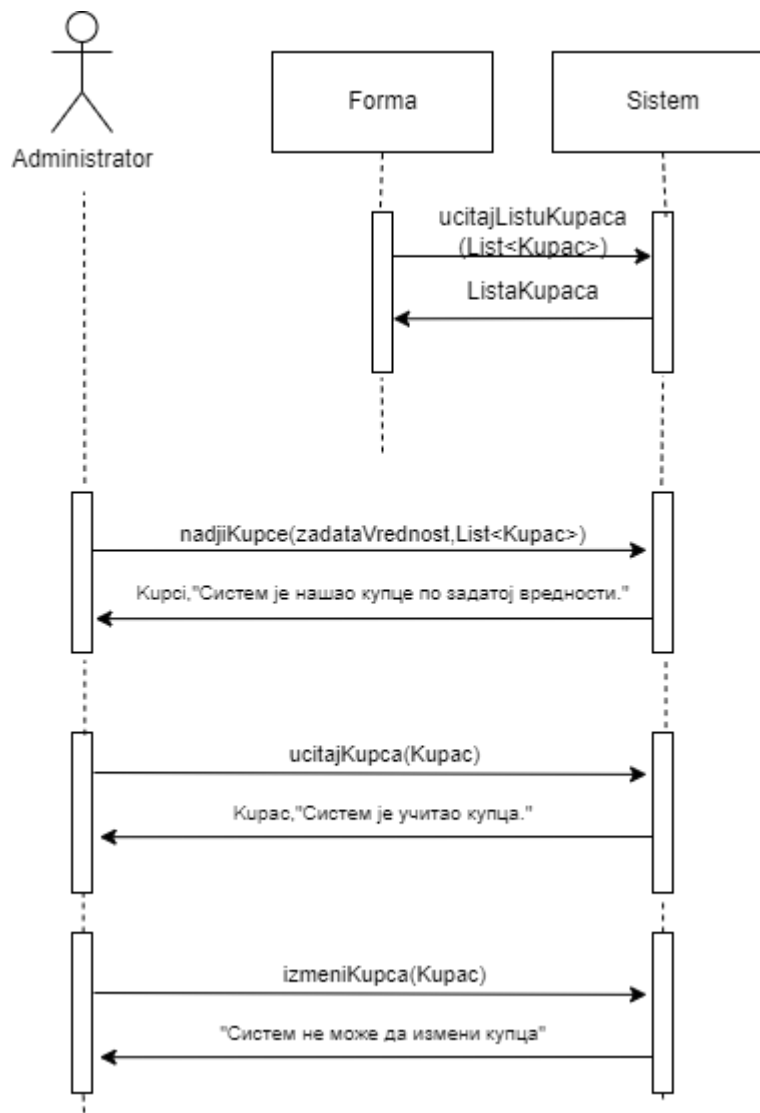 Forma
Sistem
Administrator
ucitajListuKupaca
(List<Kupac>)
ListaKupaca
nadjiKupce(zadataVrednost,List<Kupac>)
Kupci,"Систем је нашао купце по задатој вредности."
ucitajKupca(Kupac)
Kupac,"Систем је учитао купца."
izmeniKupca(Kupac)
"Систем не може да измени купца"